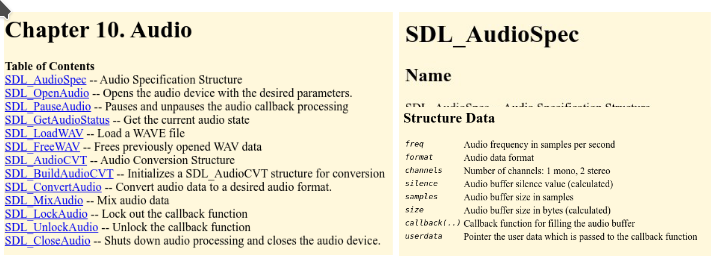 Chapter 10. Audio
Table of Contents
SDL_AudioSpec -- Audio Specification Structure
SDL_OpenAudio -- Opens the audio device with the desired parameters.
SDL_PauseAudio -- Pauses and unpauses the audio callback processing
SDL_GetAudioStatus -- Get the current audio state
SDL_LoadWAV -- Load a WAVE file
SDL_FreeWAV -- Frees previously opened WAV data
SDL_AudioCVT -- Audio Conversion Structure
SDL_BuildAudioCVT -- Initializes a SDL_AudioCVT structure for conversion
SDL_ConvertAudio -- Convert audio data to a desired audio format.
SDL_MixAudio -- Mix audio data
SDL_LockAudio -- Lock out the callback function
SDL_UnlockAudio -- Unlock the callback function
SDL_CloseAudio -- Shuts down audio processing and closes the audio device.
SDL_AudioSpec
Name
SDL_AudioSpec -- Audio Specification Structure
Structure Data
freq Audio frequency in samples per second
format Audio data format
channels Number of channels: 1 mono, 2 stereo
silence Audio buffer silence value (calculated)
samples Audio buffer size in samples
size Audio buffer size in bytes (calculated)
callback(..) Callback function for filling the audio buffer
userdata Pointer the user data which is passed to the callback function